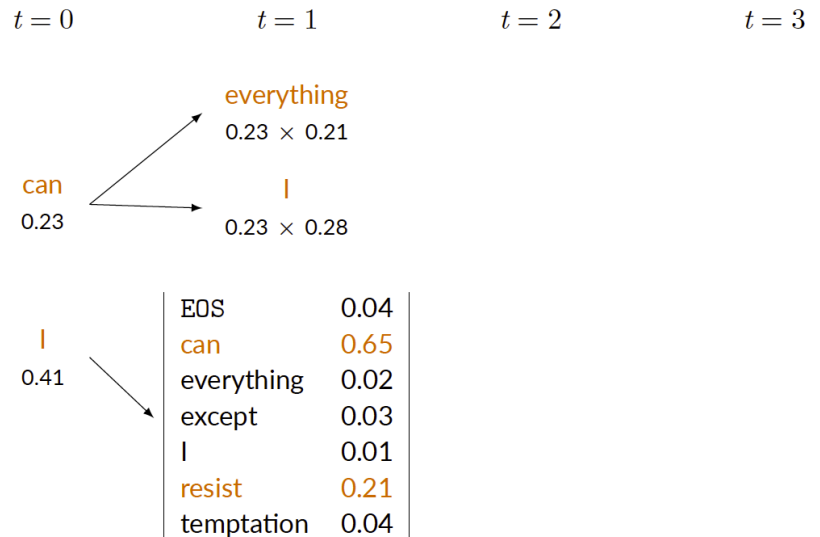 t = 0 t = 1 t = 2 t = 3
everything
0.23 × 0.21
can
0.23
I
0.23 × 0.28
I
0.41
EOS 0.04
can 0.65
everything 0.02
except 0.03
I 0.01
resist 0.21
temptation 0.04